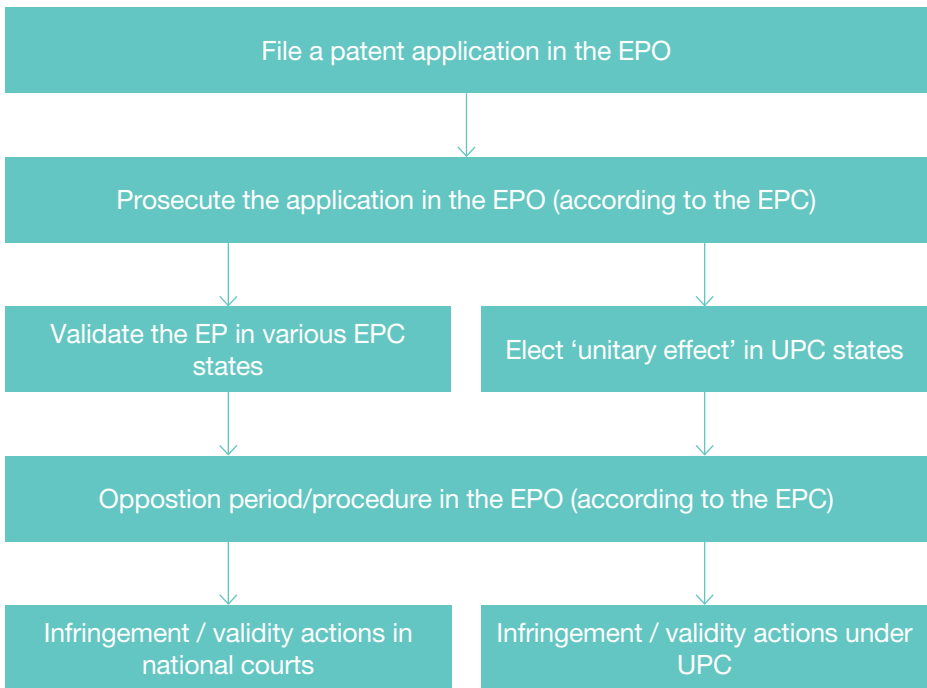 File a patent application in the EPO
Prosecute the application in the EPO (according to the EPC)
Validate the EP in various EPC
states
Elect ‘unitary effect’ in UPC states
Oppostion period/procedure in the EPO (according to the EPC)
Infringement / validity actions in
national courts
Infringement / validity actions under
UPC